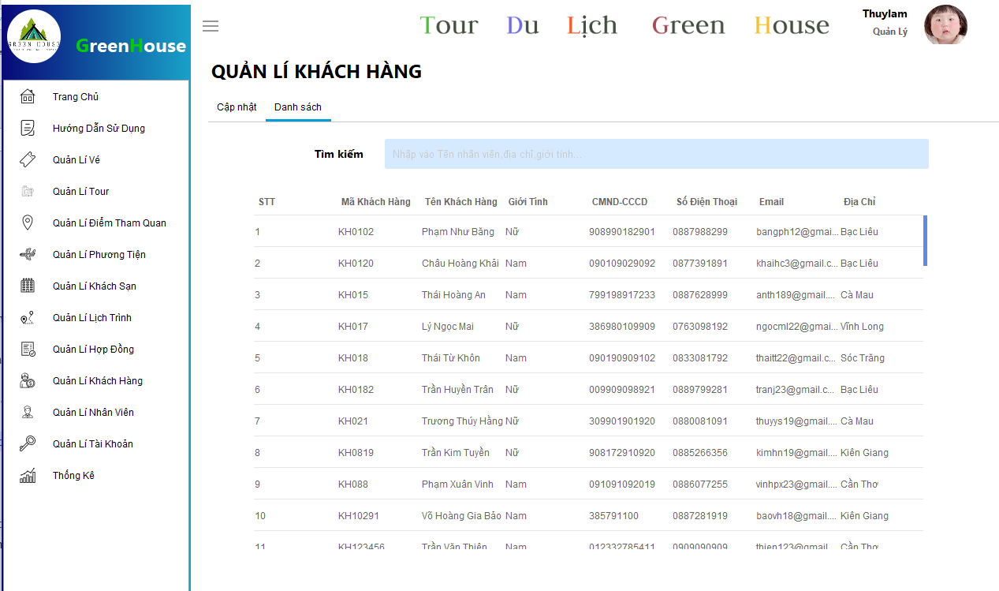 GREEN HOUSE
GreenHouse
Tour Du Lịch Green House
Thuylam
Quản Lý
Trang Chủ
Hướng Dẫn Sử Dụng
Quản Lí Vé
Quản Lí Tour
Quản Lí Điểm Tham Quan
Quản Lí Phương Tiện
Quản Lí Khách Sạn
Quản Lí Lịch Trình
Quản Lí Hợp Đồng
Quản Lí Khách Hàng
Quản Lí Nhân Viên
Quản Lí Tài Khoản
Thống Kê
QUẢN LÍ KHÁCH HÀNG
Cập nhật Danh sách
Tìm kiếm Nhập vào Tên nhân viên,địa chỉ,giới tính...
STT Mã Khách Hàng Tên Khách Hàng Giới Tính CMND-CCCD Số Điện Thoại Email Địa Chỉ
1 KH0102 Phạm Như Băng Nữ 908990182901 0887988299 bangph12@gmai... Bạc Liêu
2 KH0120 Châu Hoàng Khải Nam 090109029092 0877391891 khaihc3@gmail.c... Bạc Liêu
3 KH015 Thái Hoàng An Nam 799198917233 0887628999 anth189@gmail.... Cà Mau
4 KH017 Lý Ngọc Mai Nữ 386980109909 0763098192 ngocml22@gmai... Vĩnh Long
5 KH018 Thái Từ Khôn Nam 090190909102 0833081792 thaitt22@gmail.c... Sóc Trăng
6 KH0182 Trần Huyền Trân Nữ 009909098921 0889799281 tranj23@gmail.c... Bạc Liêu
7 KH021 Trương Thúy Hằng Nữ 309901901920 0880081091 thuyys19@gmail.... Cà Mau
8 KH0819 Trần Kim Tuyền Nữ 908172910920 0885266356 kimhn19@gmail.... Kiên Giang
9 KH088 Phạm Xuân Vinh Nam 091091092019 0886077255 vinhpx23@gmail.... Cần Thơ
10 KH10291 Võ Hoàng Gia Bảo Nam 385791100 0887281919 baovh18@gmail.... Kiên Giang
11 KH123456 Trần Văn Thiện Nam 012332785411 0909090909 thien123@gmail.... Cần Thơ